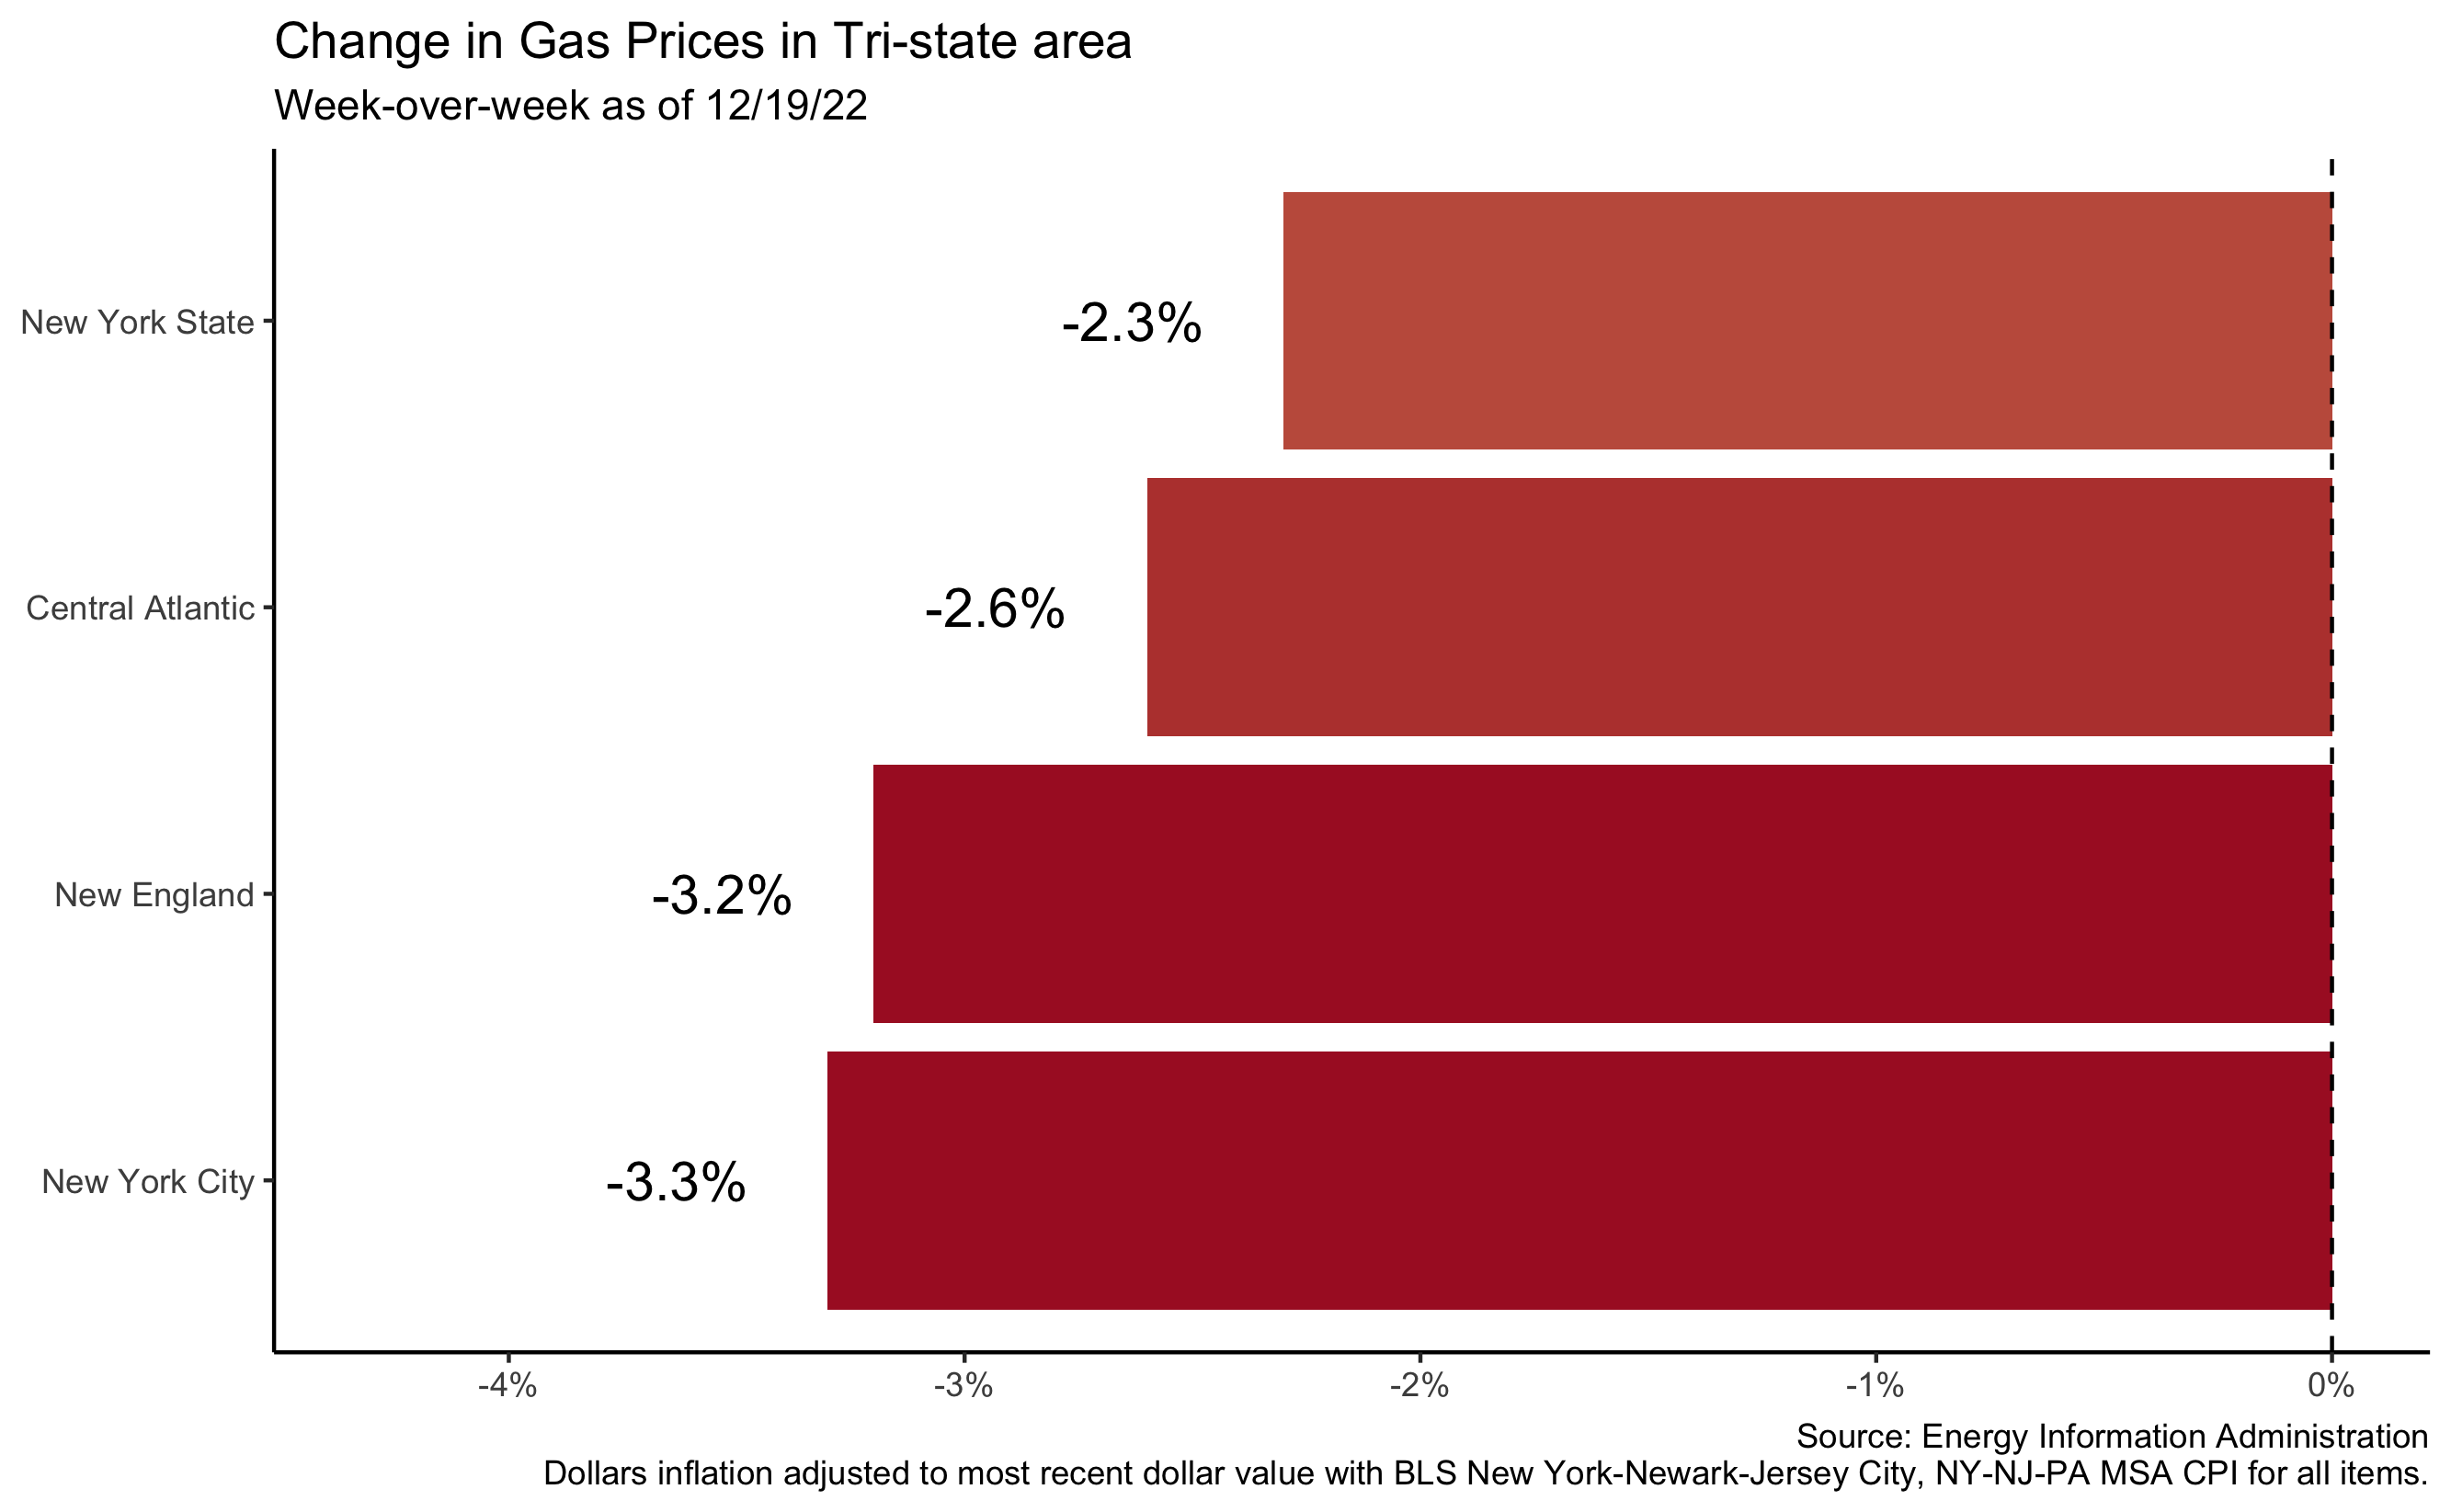 Change in Gas Prices in Tri-state area
Week-over-week as of 12/19/22
New York State
-2.3%
Central Atlantic
-2.6%
New England
-3.2%
New York City
-3.3%
-4%
-3%
-2%
-1%
0%
Source: Energy Information Administration
Dollars inflation adjusted to most recent dollar value with BLS New York-Newark-Jersey City, NY-NJ-PA MSA CPI for all items.